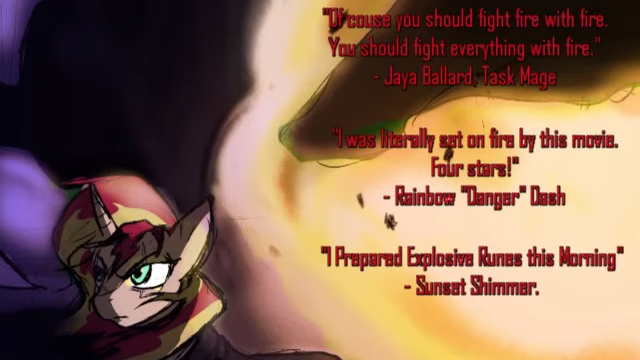 "Of couse you should fight fire with fire.
You should fight everything with fire."
- Jaya Ballard, Task Mage
"I was literally set on fire by this movie.
Four stars!"
- Rainbow "Danger" Dash
"I Prepared Explosive Runes this Morning"
- Sunset Shimmer.